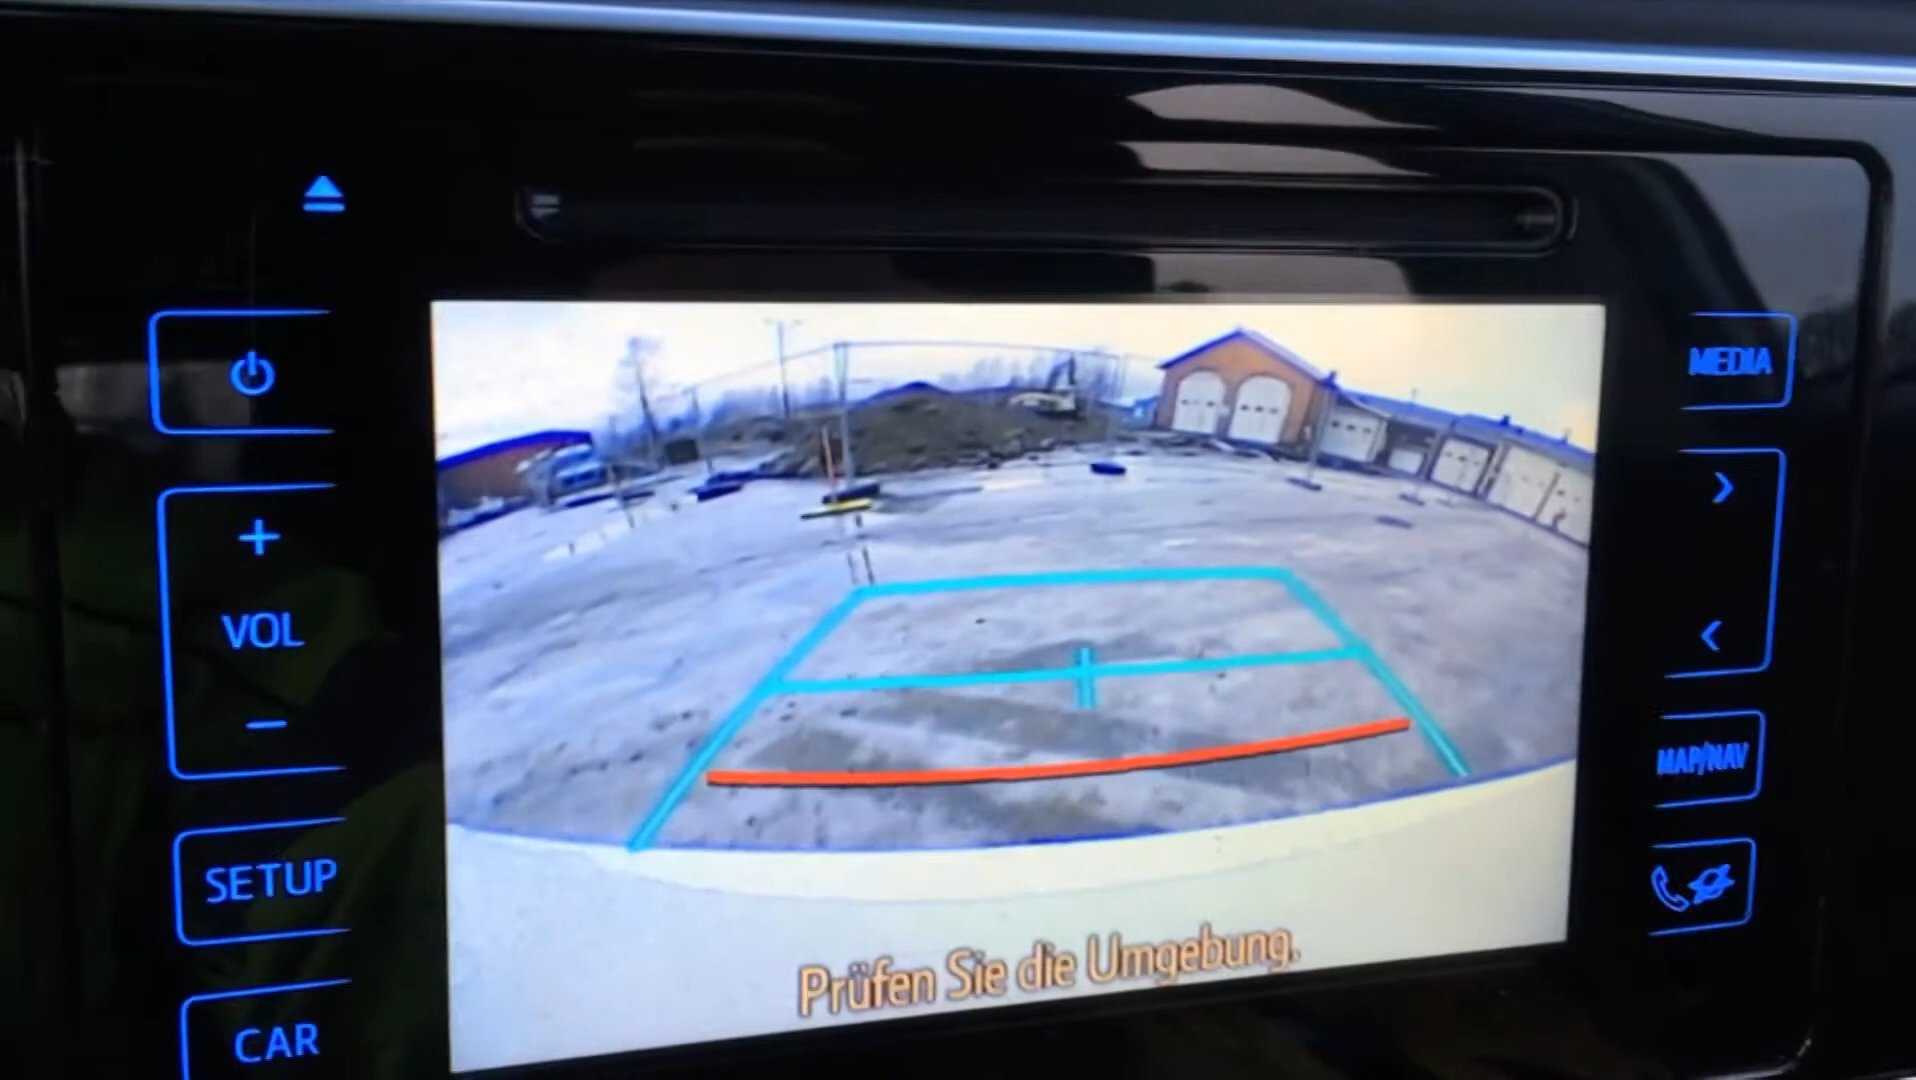 MEDIA
+
VOL
−
MAP/NAV
SETUP
CAR
Prüfen Sie die Umgebung.